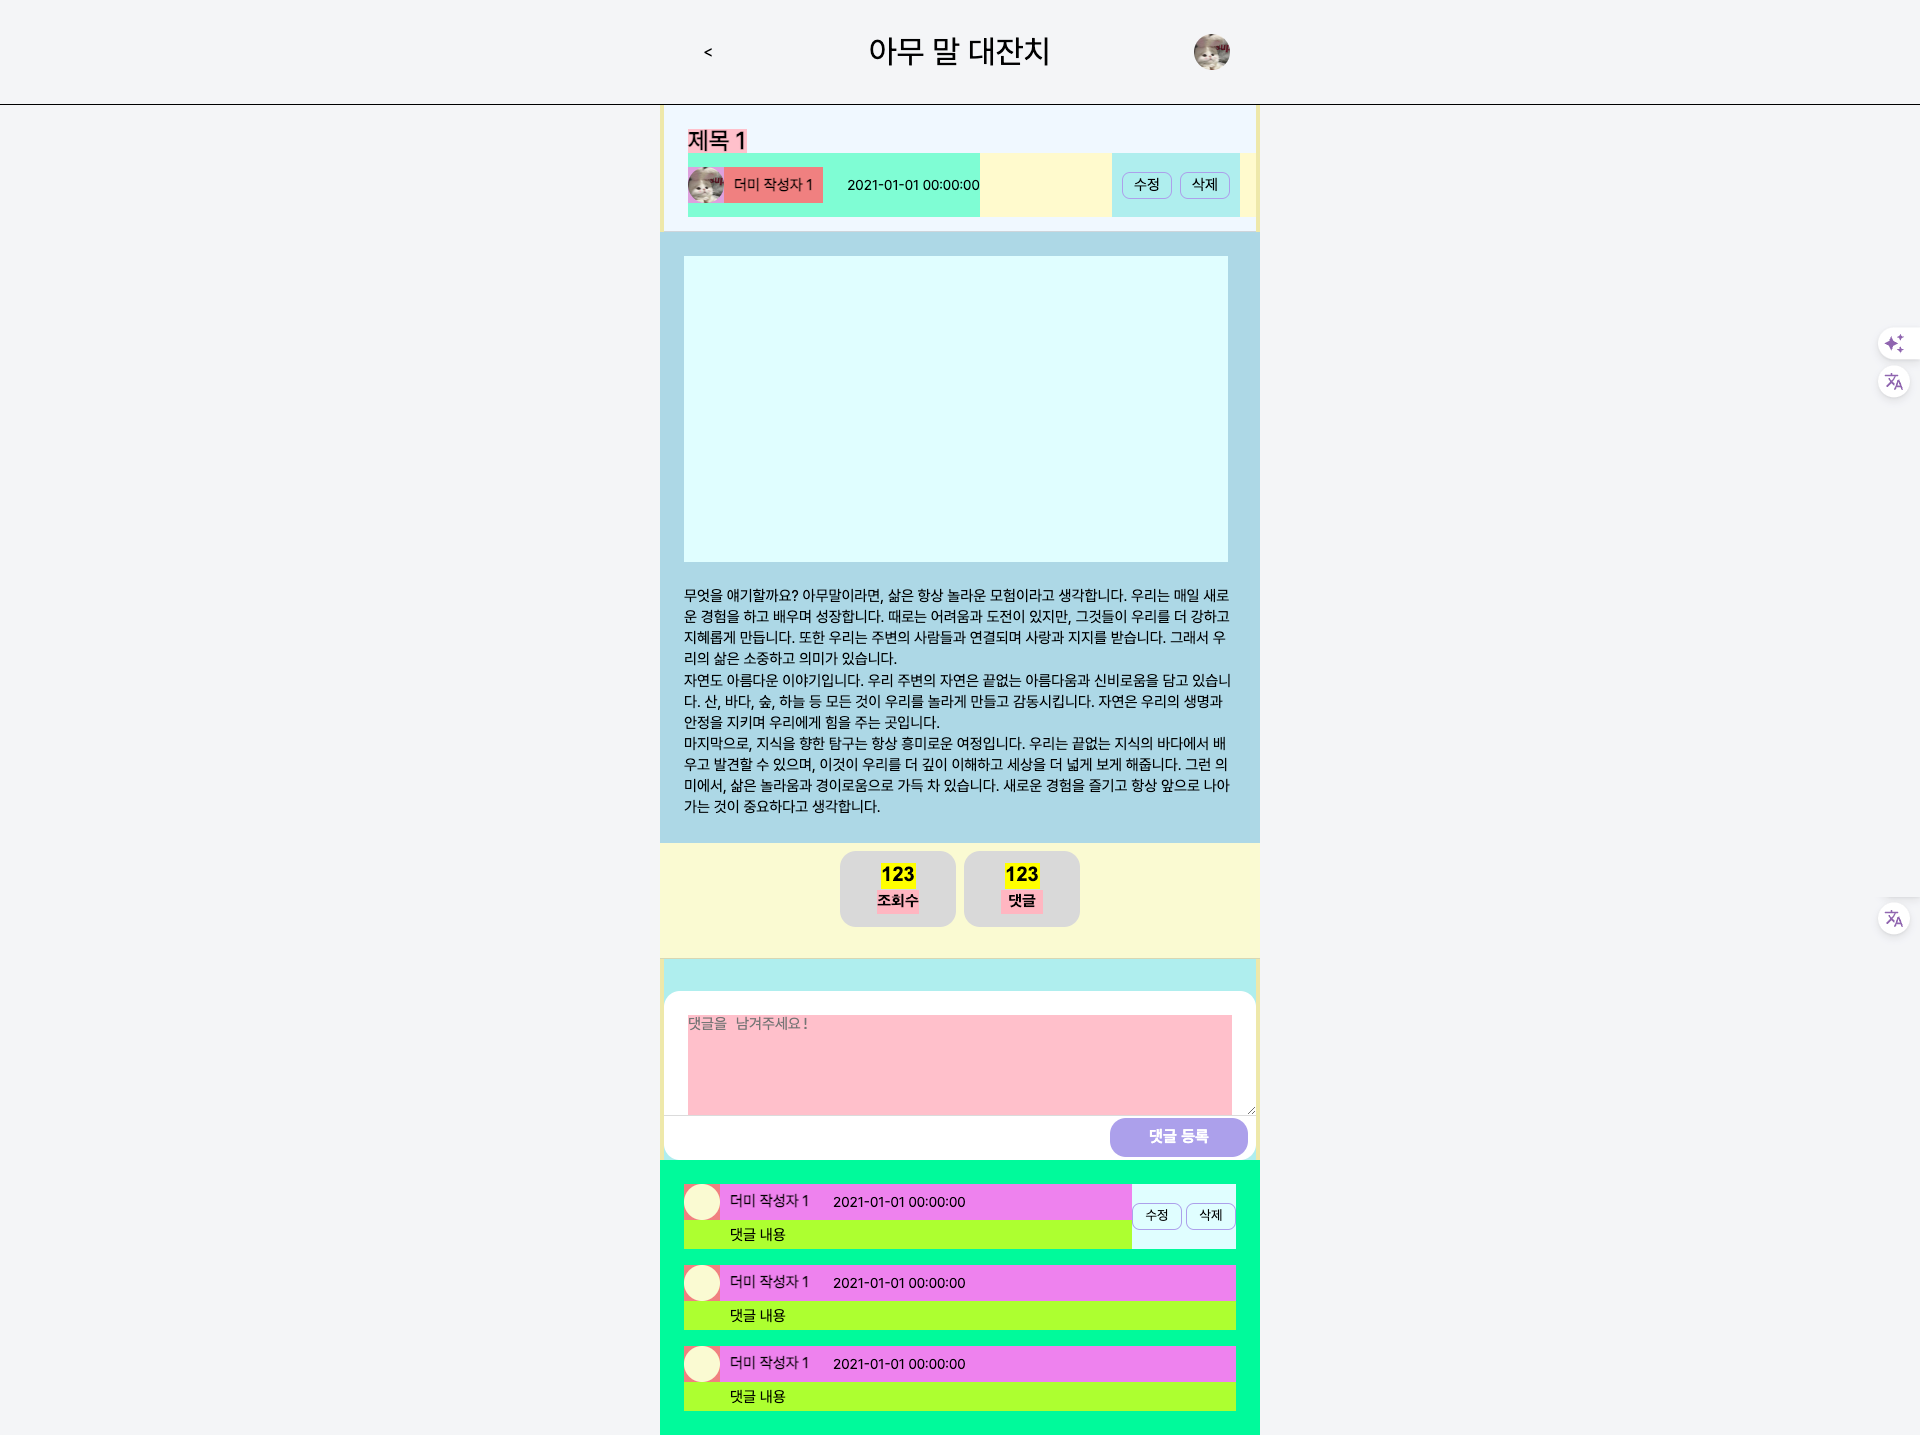 <
아무 말 대잔치
제목 1
더미 작성자 1 2021-01-01 00:00:00 수정 삭제
무엇을 얘기할까요? 아무말이라면, 삶은 항상 놀라운 모험이라고 생각합니다. 우리는 매일 새로
운 경험을 하고 배우며 성장합니다. 때로는 어려움과 도전이 있지만, 그것들이 우리를 더 강하고
지혜롭게 만듭니다. 또한 우리는 주변의 사람들과 연결되며 사랑과 지지를 받습니다. 그래서 우
리의 삶은 소중하고 의미가 있습니다.
자연도 아름다운 이야기입니다. 우리 주변의 자연은 끝없는 아름다움과 신비로움을 담고 있습니
다. 산, 바다, 숲, 하늘 등 모든 것이 우리를 놀라게 만들고 감동시킵니다. 자연은 우리의 생명과
안정을 지키며 우리에게 힘을 주는 곳입니다.
마지막으로, 지식을 향한 탐구는 항상 흥미로운 여정입니다. 우리는 끝없는 지식의 바다에서 배
우고 발견할 수 있으며, 이것이 우리를 더 깊이 이해하고 세상을 더 넓게 보게 해줍니다. 그런 의
미에서, 삶은 놀라움과 경이로움으로 가득 차 있습니다. 새로운 경험을 즐기고 항상 앞으로 나아
가는 것이 중요하다고 생각합니다.
123 123
조회수 댓글
댓글을 남겨주세요!
댓글 등록
더미 작성자 1 2021-01-01 00:00:00 수정 삭제
댓글 내용
더미 작성자 1 2021-01-01 00:00:00
댓글 내용
더미 작성자 1 2021-01-01 00:00:00
댓글 내용